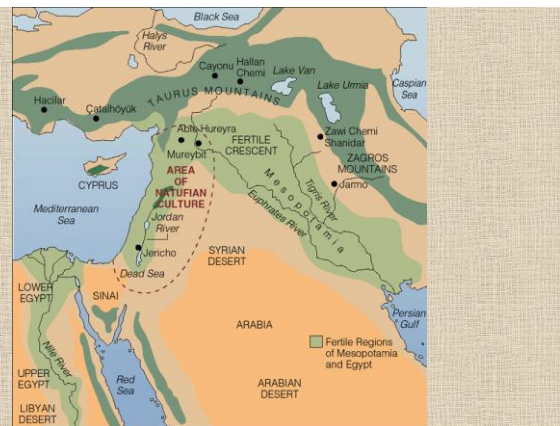 Black Sea
Halys
River
Cayonu
Hallan
Chemi
Lake Van
Lake Urmia
Caspian
Sea
Hacilar
Çatalhöyük
TAURUS MOUNTAINS
Abu Hureyra
Mureybit
FERTILE
CRESCENT
Zawi Chemi
Shanidar
ZAGROS
MOUNTAINS
Jarmo
CYPRUS
AREA
OF
NATUFIAN
CULTURE
Mesopotamia
Tigris River
Euphrates River
Mediterranean
Sea
Jordan
River
Jericho
Dead Sea
SYRIAN
DESERT
LOWER
EGYPT
SINAI
ARABIA
Persian
Gulf
Nile River
Fertile Regions
of Mesopotamia
and Egypt
UPPER
EGYPT
Red
Sea
ARABIAN
DESERT
LIBYAN
DESERT